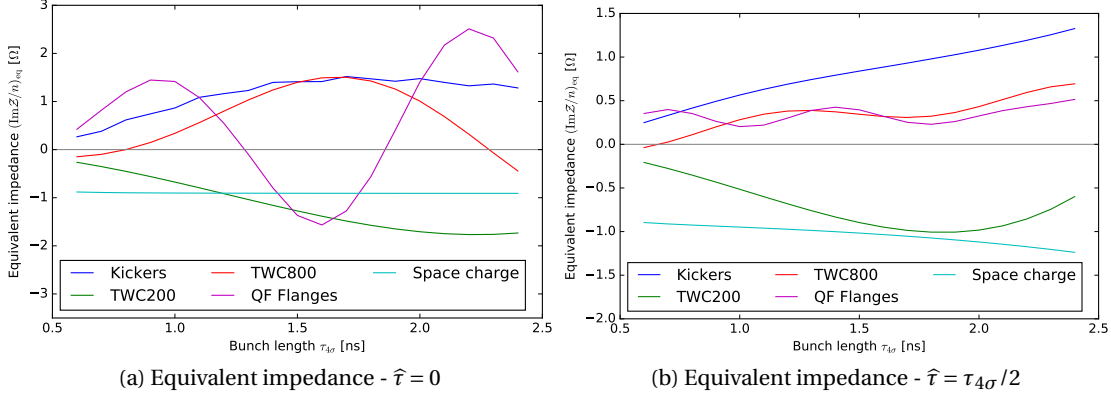 Equivalent impedance (ImZ/n)eq [Ω]
3
2
1
0
−1
−2
−3
Kickers
TWC200
TWC800
QF Flanges
Space charge
0.5 1.0 1.5 2.0 2.5
Bunch length τ4σ [ns]
(a) Equivalent impedance - τ̂ = 0
Equivalent impedance (ImZ/n)eq [Ω]
1.5
1.0
0.5
0.0
−0.5
−1.0
−1.5
−2.0
Kickers
TWC200
TWC800
QF Flanges
Space charge
0.5 1.0 1.5 2.0 2.5
Bunch length τ4σ [ns]
(b) Equivalent impedance - τ̂ = τ4σ/2